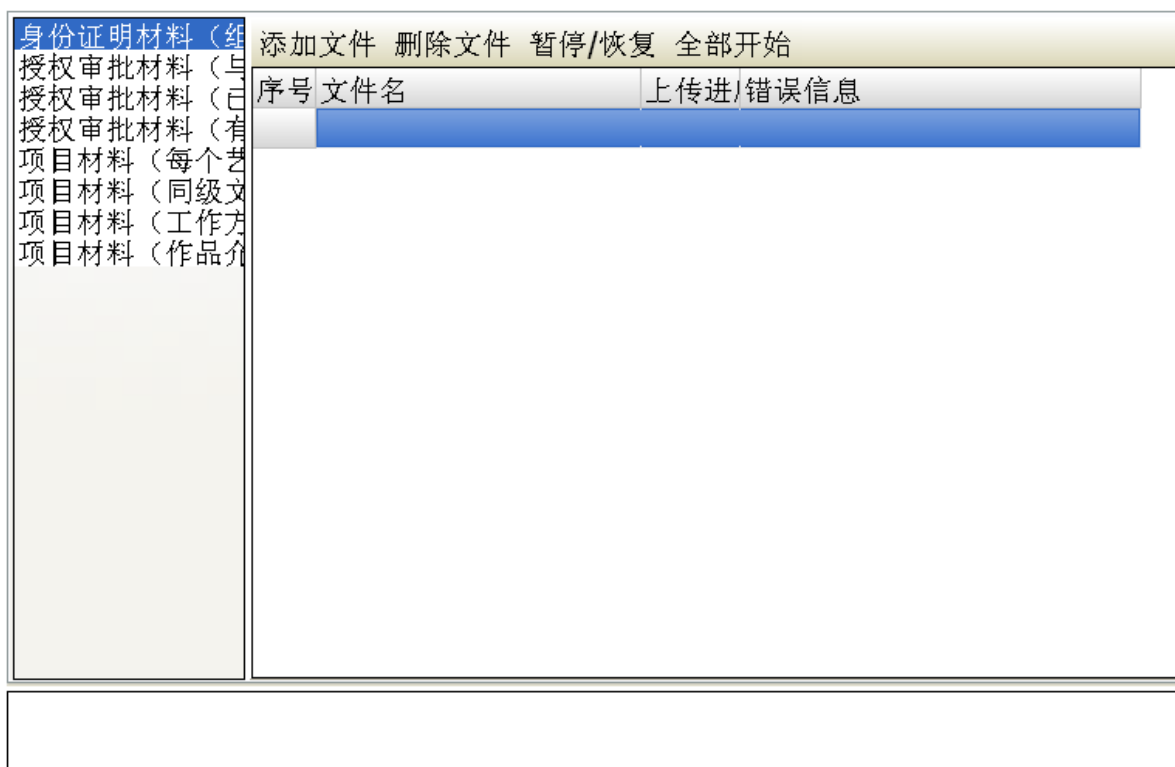 身份证明材料（组
授权审批材料（与
授权审批材料（已
授权审批材料（有
项目材料（每个艺
项目材料（同级文
项目材料（工作方
项目材料（作品介
添加文件 删除文件 暂停/恢复 全部开始
序号 文件名 上传进 错误信息